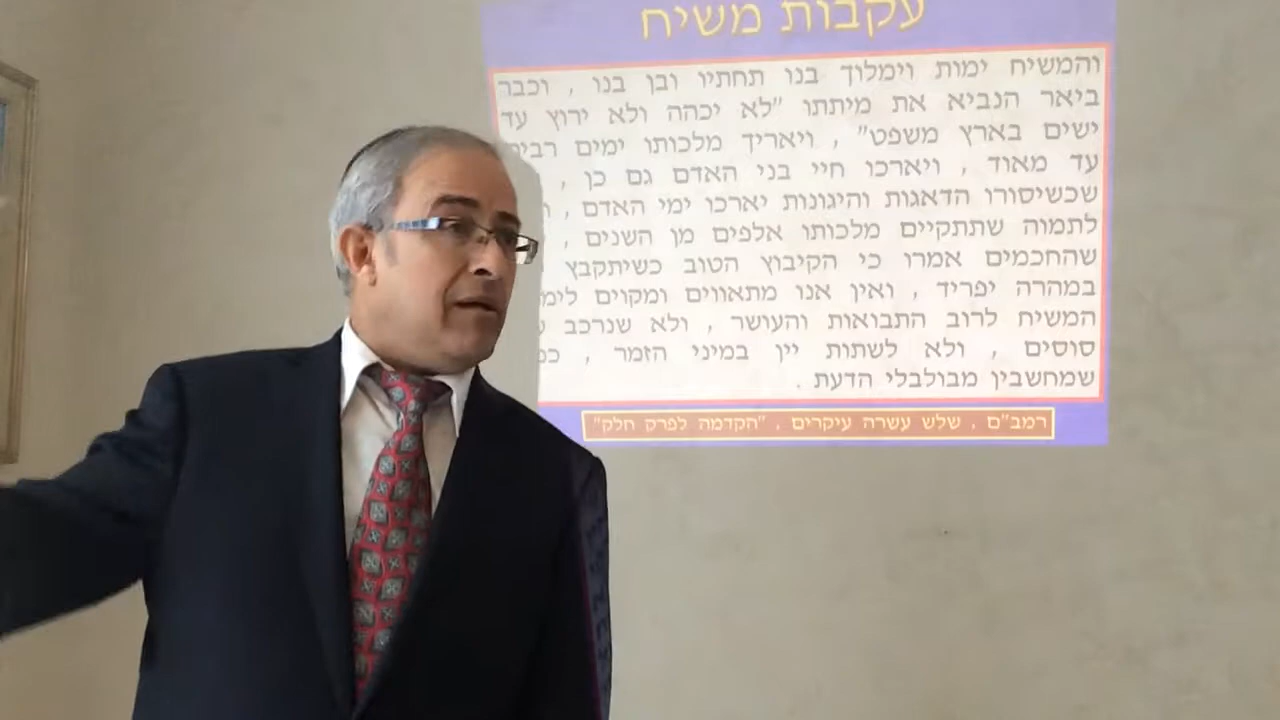 עקבות משיח
והמשיח ימות וימלוך בנו תחתיו ובן בנו , וכבר
ביאר הנביא את מיתתו "לא יכהה ולא ירוץ עד
ישים בארץ משפט" , ויאריך מלכותו ימים
עד מאוד , ויארכו חיי בני האדם גם כן ,
שכשיסורו הדאגות והיגונות יארכו ימי האדם ,
לתמוה שתתקיים מלכותו אלפים מן השנים ,
שהחכמים אמרו כי הקיבוץ הטוב כשיתקבץ
במהרה יפריד , ואין אנו מתאווים ומקוים
המשיח לרוב התבואות והעושר , ולא שנרכב
סוסים , ולא לשתות יין במיני הזמר ,
שמחשבין מבולבלי הדעת .
רמב"ם , שלש עשרה עיקרים , "הקדמה לפרק חלק"